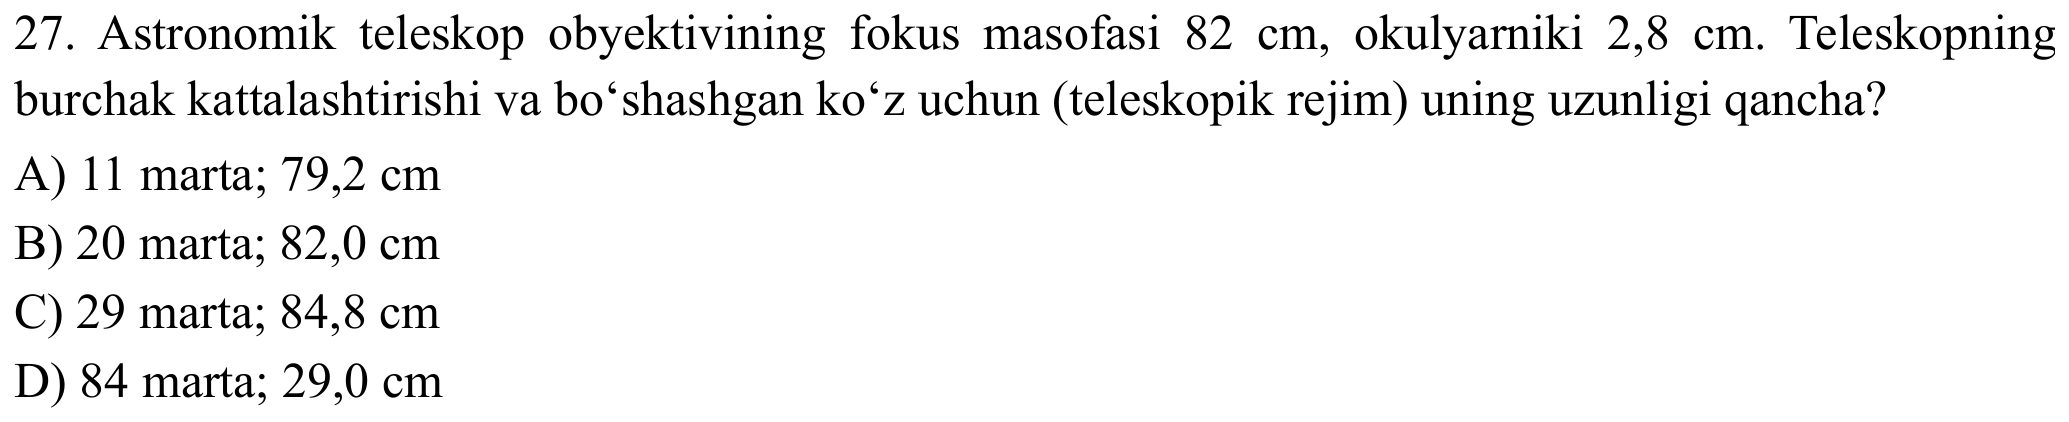 27. Astronomik teleskop obyektivining fokus masofasi 82 cm, okulyarniki 2,8 cm. Teleskopning
burchak kattalashtirishi va bo‘shashgan ko‘z uchun (teleskopik rejim) uning uzunligi qancha?
A) 11 marta; 79,2 cm
B) 20 marta; 82,0 cm
C) 29 marta; 84,8 cm
D) 84 marta; 29,0 cm